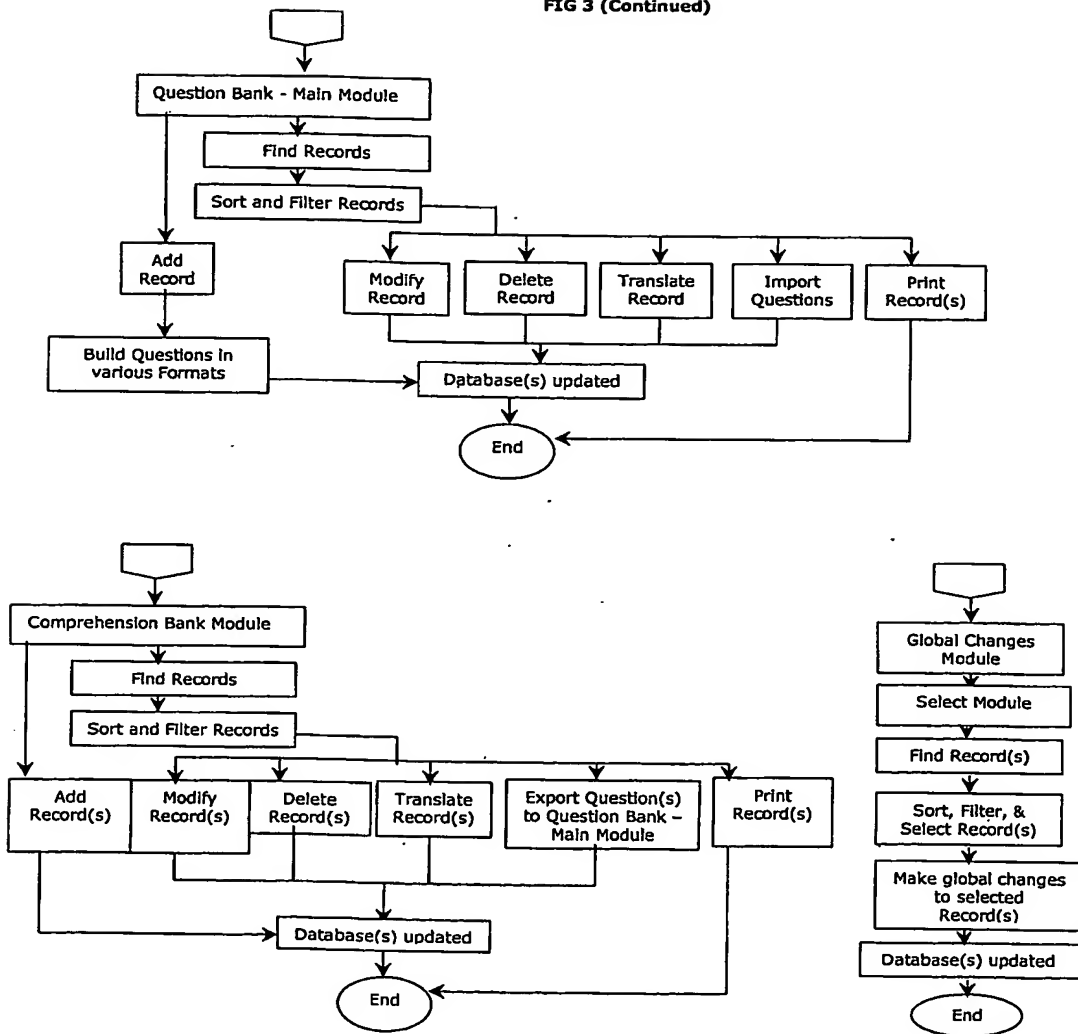 FIG 3 (Continued)
Question Bank - Main Module
Find Records
Sort and Filter Records
Add
Record
Modify
Record
Delete
Record
Translate
Record
Import
Questions
Print
Record(s)
Build Questions in
various Formats
Database(s) updated
End
Comprehension Bank Module
Find Records
Sort and Filter Records
Add
Record(s)
Modify
Record(s)
Delete
Record(s)
Translate
Record(s)
Export Question(s)
to Question Bank –
Main Module
Print
Record(s)
Database(s) updated
End
Global Changes
Module
Select Module
Find Record(s)
Sort, Filter, &
Select Record(s)
Make global changes
to selected
Record(s)
Database(s) updated
End